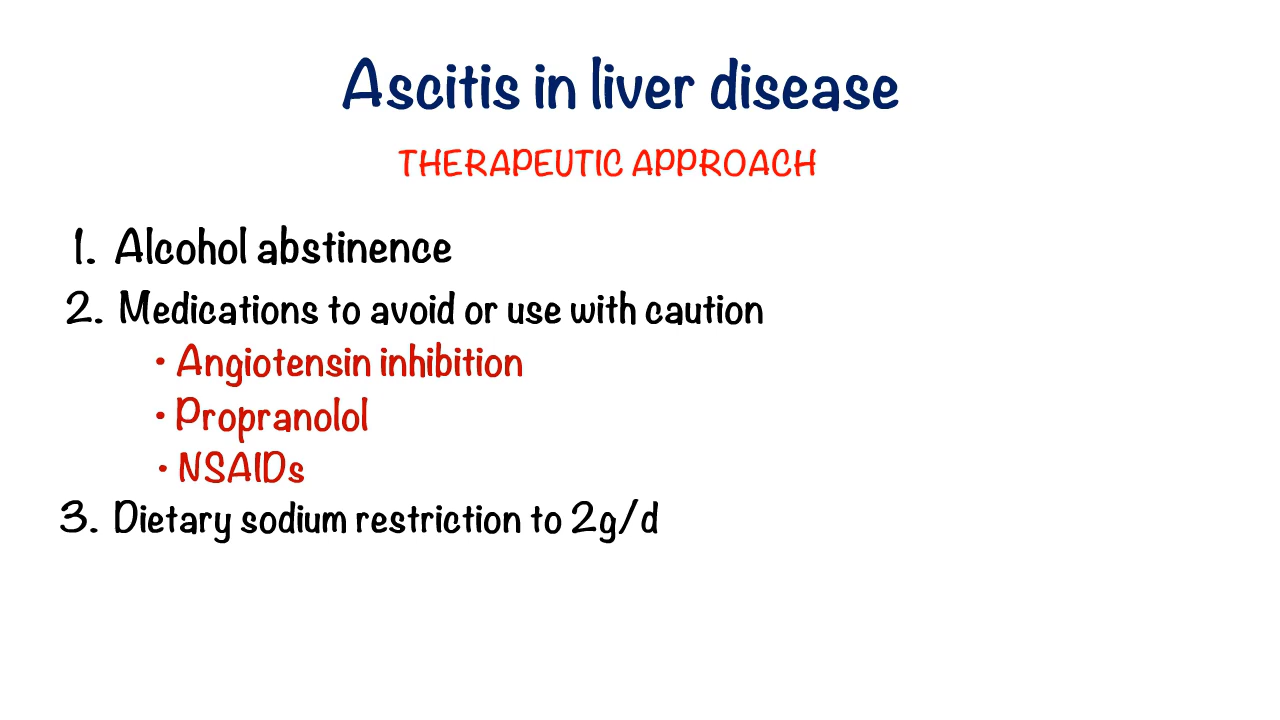 Ascitis in liver disease
THERAPEUTIC APPROACH
1. Alcohol abstinence
2. Medications to avoid or use with caution
• Angiotensin inhibition
• Propranolol
• NSAIDs
3. Dietary sodium restriction to 2g/d